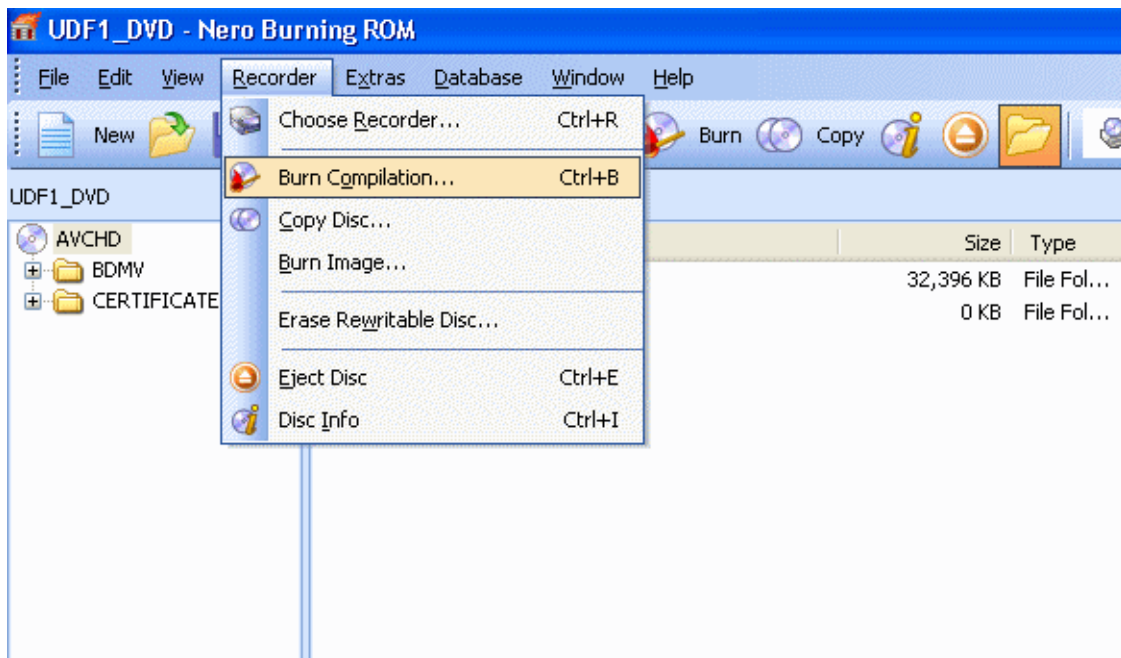 UDF1_DVD - Nero Burning ROM
File Edit View Recorder Extras Database Window Help
New Burn Copy
Choose Recorder... Ctrl+R
Burn Compilation... Ctrl+B
Copy Disc...
Burn Image...
Erase Rewritable Disc...
Eject Disc Ctrl+E
Disc Info Ctrl+I
UDF1_DVD
AVCHD
BDMV
CERTIFICATE
Size Type
32,396 KB File Fol...
0 KB File Fol...